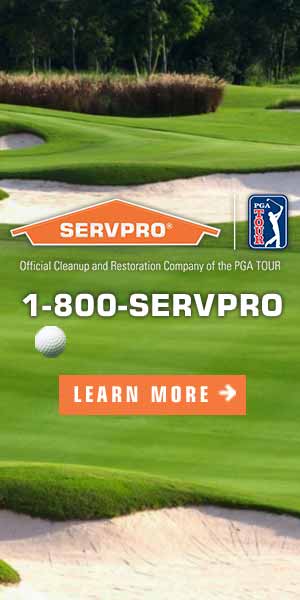 SERVPRO®
PGA TOUR
Official Cleanup and Restoration Company of the PGA TOUR
1-800-SERVPRO
LEARN MORE